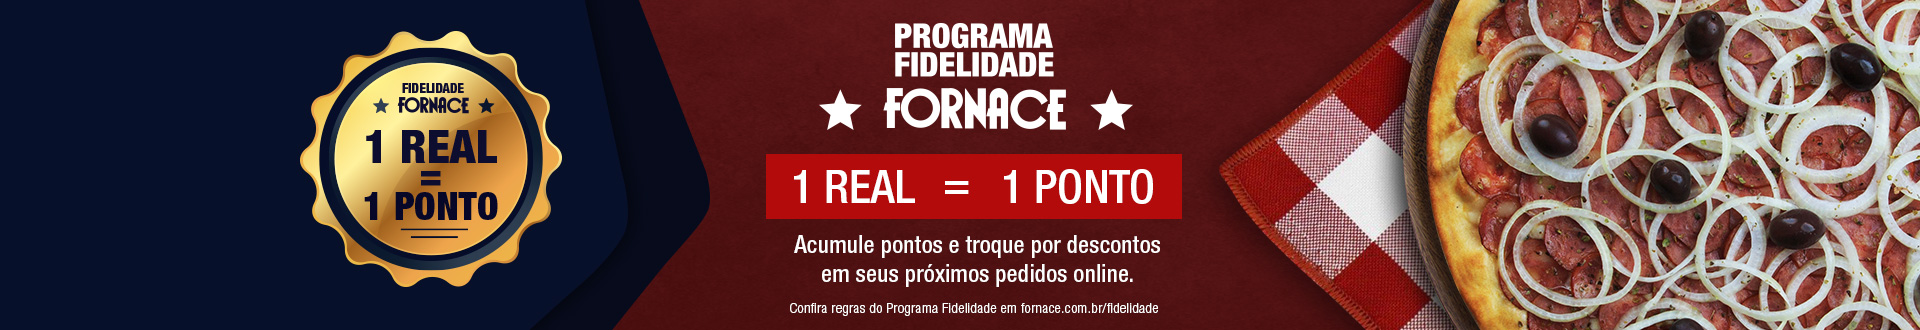 FIDELIDADE
FORNACE
1 REAL
=
1 PONTO
PROGRAMA
FIDELIDADE
FORNACE
1 REAL = 1 PONTO
Acumule pontos e troque por descontos
em seus próximos pedidos online.
Confira regras do Programa Fidelidade em fornace.com.br/fidelidade